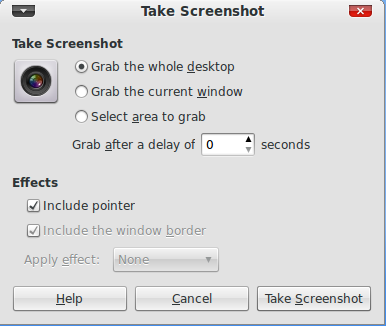 Take Screenshot
Take Screenshot
Grab the whole desktop
Grab the current window
Select area to grab
Grab after a delay of 0 seconds
Effects
Include pointer
Include the window border
Apply effect: None
Help Cancel Take Screenshot